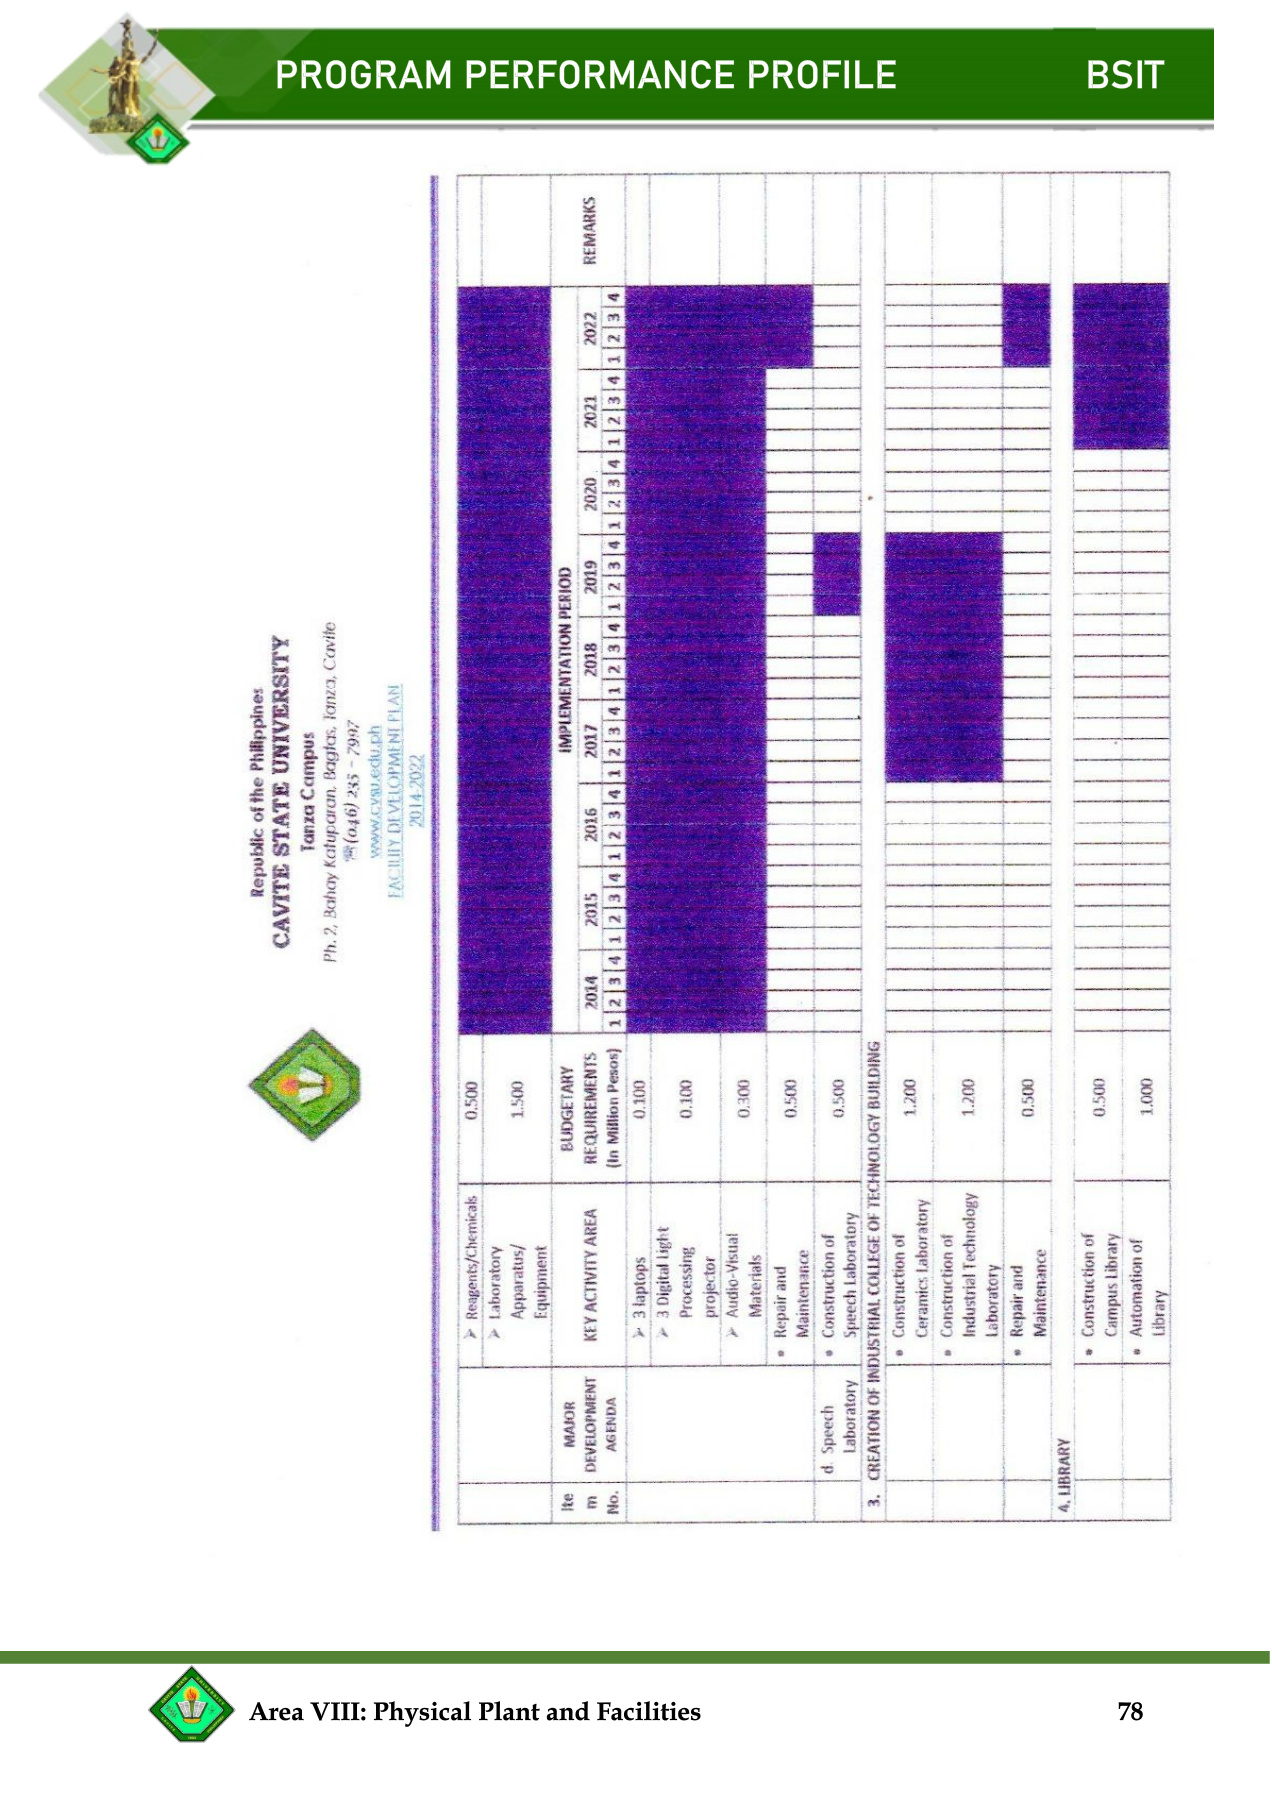 PROGRAM PERFORMANCE PROFILE BSIT
Republic of the Philippines
CAVITE STATE UNIVERSITY
Tanza Campus
Ph. 2, Bahay Katuparan, Bagtas, Tanza, Cavite
☏(046) 235 – 7997
www.cvsu.edu.ph
FACILITY DEVELOPMENT PLAN
2014-2022
➢ Reagents/Chemicals 0.500
➢ Laboratory
Apparatus/
Equipment
1.500
Ite
m
No.
MAJOR
DEVELOPMENT
AGENDA
KEY ACTIVITY AREA
BUDGETARY
REQUIREMENTS
(In Million Pesos)
IMPLEMENTATION PERIOD
2014 2015 2016 2017 2018 2019 2020 2021 2022
1 2 3 4 1 2 3 4 1 2 3 4 1 2 3 4 1 2 3 4 1 2 3 4 1 2 3 4 1 2 3 4 1 2 3 4
REMARKS
➢ 3 laptops 0.100
➢ 3 Digital Light
Processing
projector
0.100
➢ Audio-Visual
Materials
0.300
• Repair and
Maintenance
0.500
d. Speech
Laboratory
• Construction of
Speech Laboratory
0.500
3. CREATION OF INDUSTRIAL COLLEGE OF TECHNOLOGY BUILDING
• Construction of
Ceramics Laboratory
1.200
• Construction of
Industrial Technology
Laboratory
1.200
• Repair and
Maintenance
0.500
4. LIBRARY
• Construction of
Campus Library
0.500
• Automation of
Library
1.000
Area VIII: Physical Plant and Facilities 78